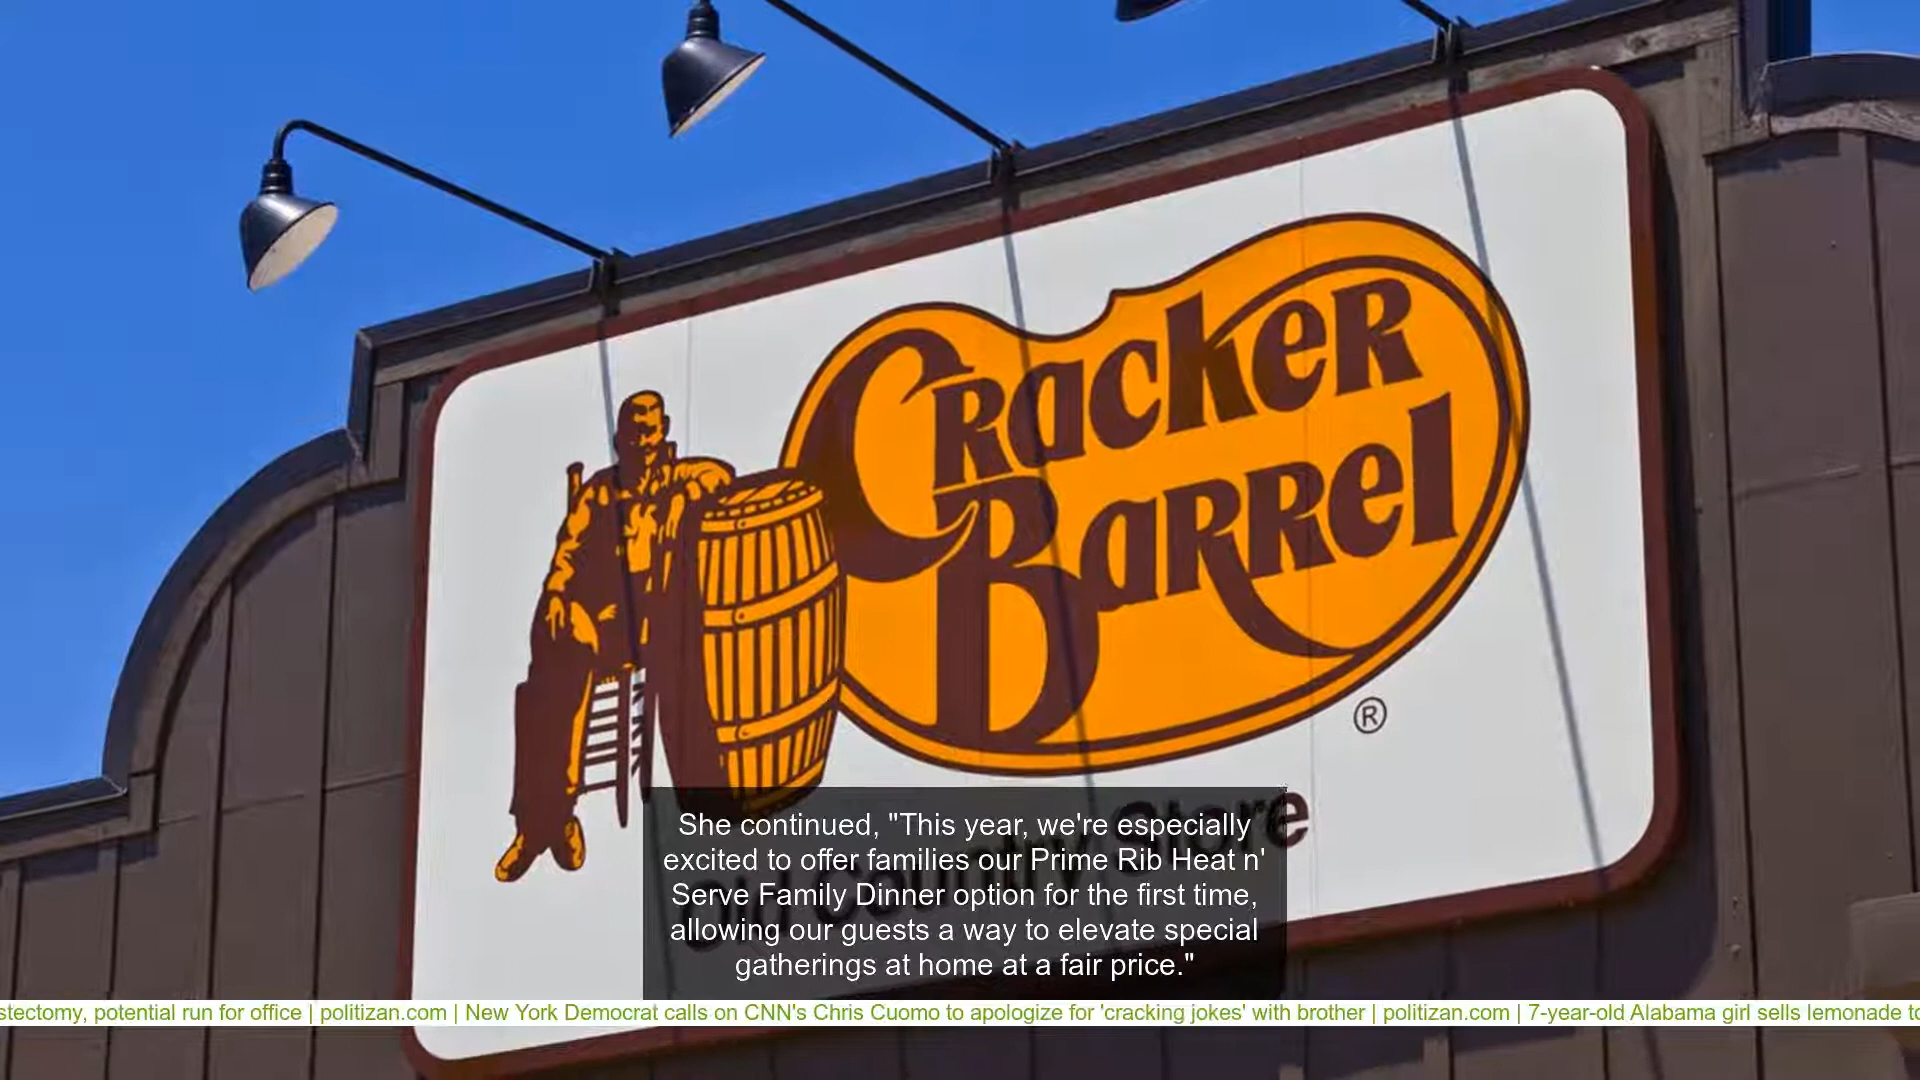 Cracker
Barrel
®
Store
She continued, "This year, we're especially
excited to offer families our Prime Rib Heat n'
Serve Family Dinner option for the first time,
allowing our guests a way to elevate special
gatherings at home at a fair price."
stectomy, potential run for office | politizan.com | New York Democrat calls on CNN's Chris Cuomo to apologize for 'cracking jokes' with brother | politizan.com | 7-year-old Alabama girl sells lemonade to